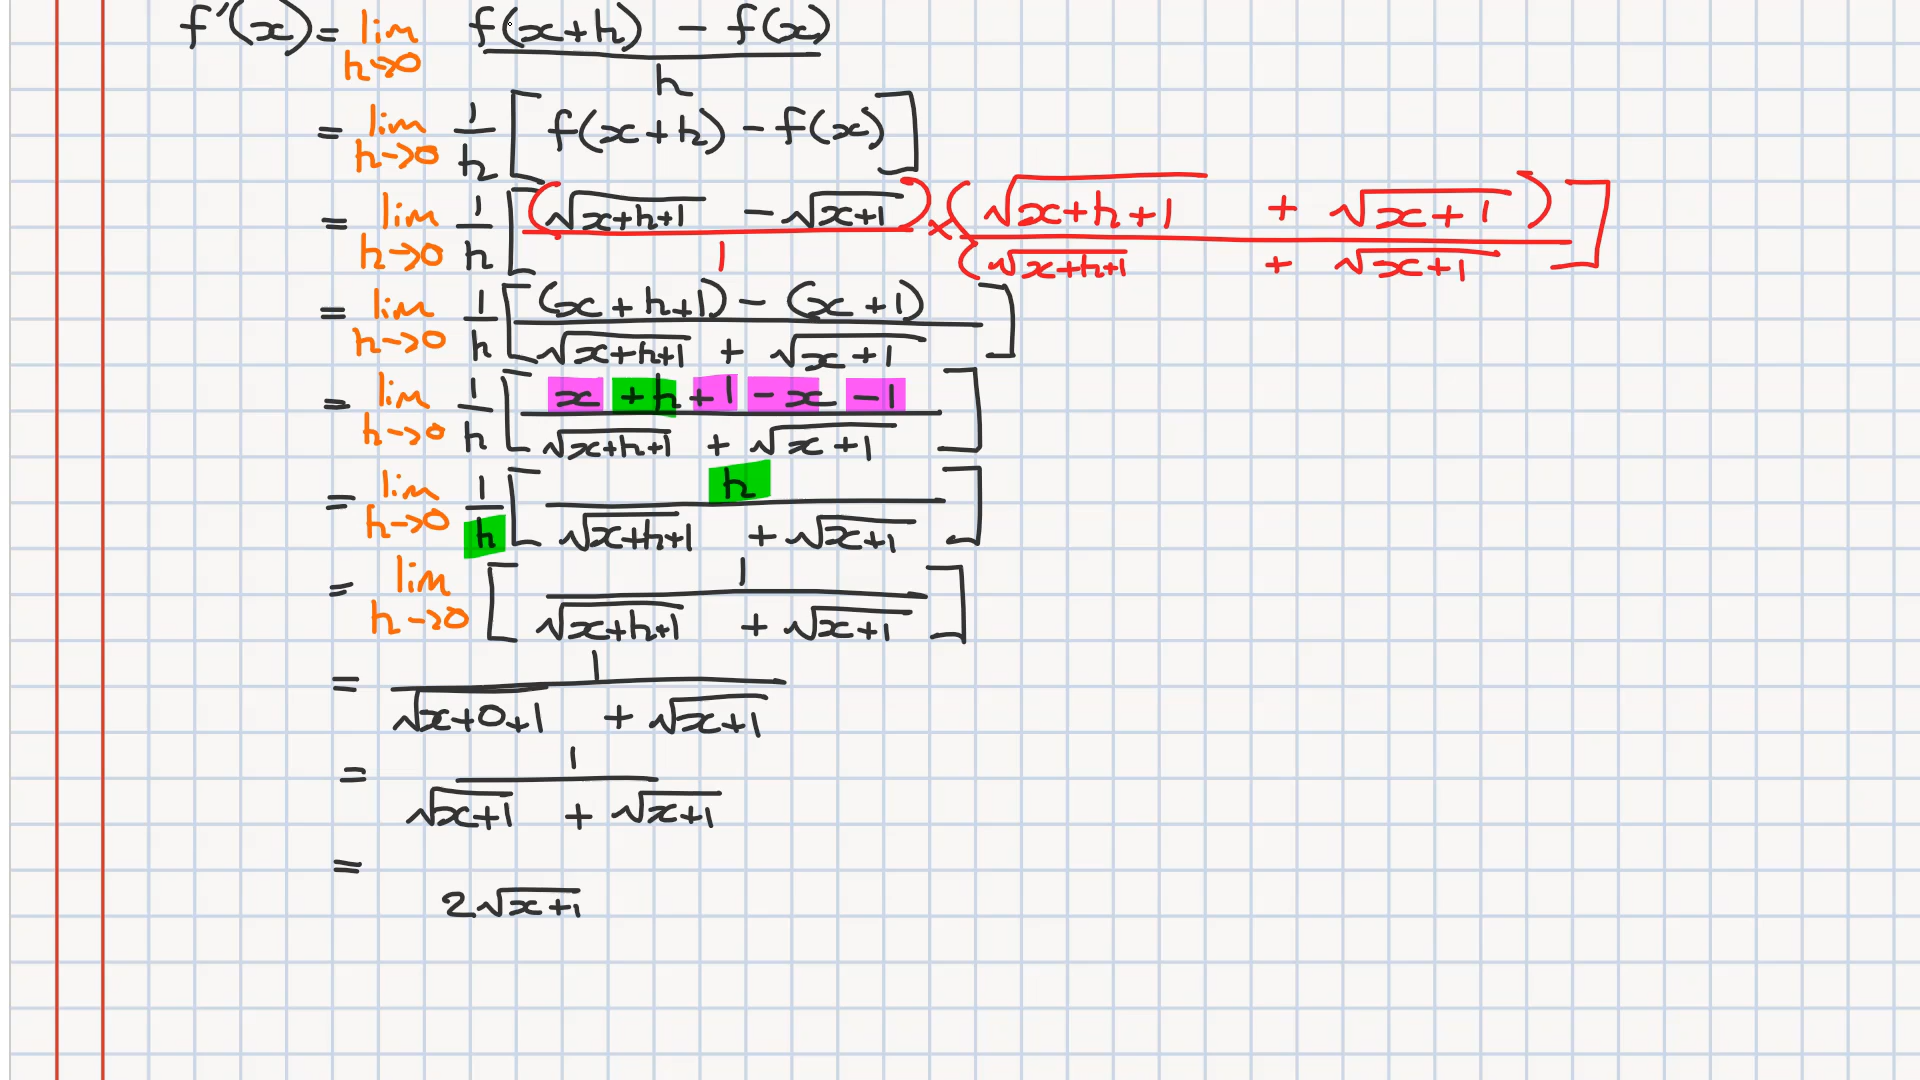 f'(x) = lim h→0 (f(x+h) - f(x))/h
= lim h→0 1/h [f(x+h) - f(x)]
= lim h→0 1/h [(√(x+h+1) - √(x+1))/1 × (√(x+h+1) + √(x+1))/(√(x+h+1) + √(x+1)]
= lim h→0 1/h [((x+h+1) - (x+1))/(√(x+h+1) + √(x+1))]
= lim h→0 1/h [(x+h+1-x-1)/(√(x+h+1) + √(x+1))]
= lim h→0 1/h [h/(√(x+h+1) + √(x+1))]
= lim h→0 [1/(√(x+h+1) + √(x+1))]
= 1/(√(x+0+1) + √(x+1))
= 1/(√(x+1) + √(x+1))
=
2√(x+1)